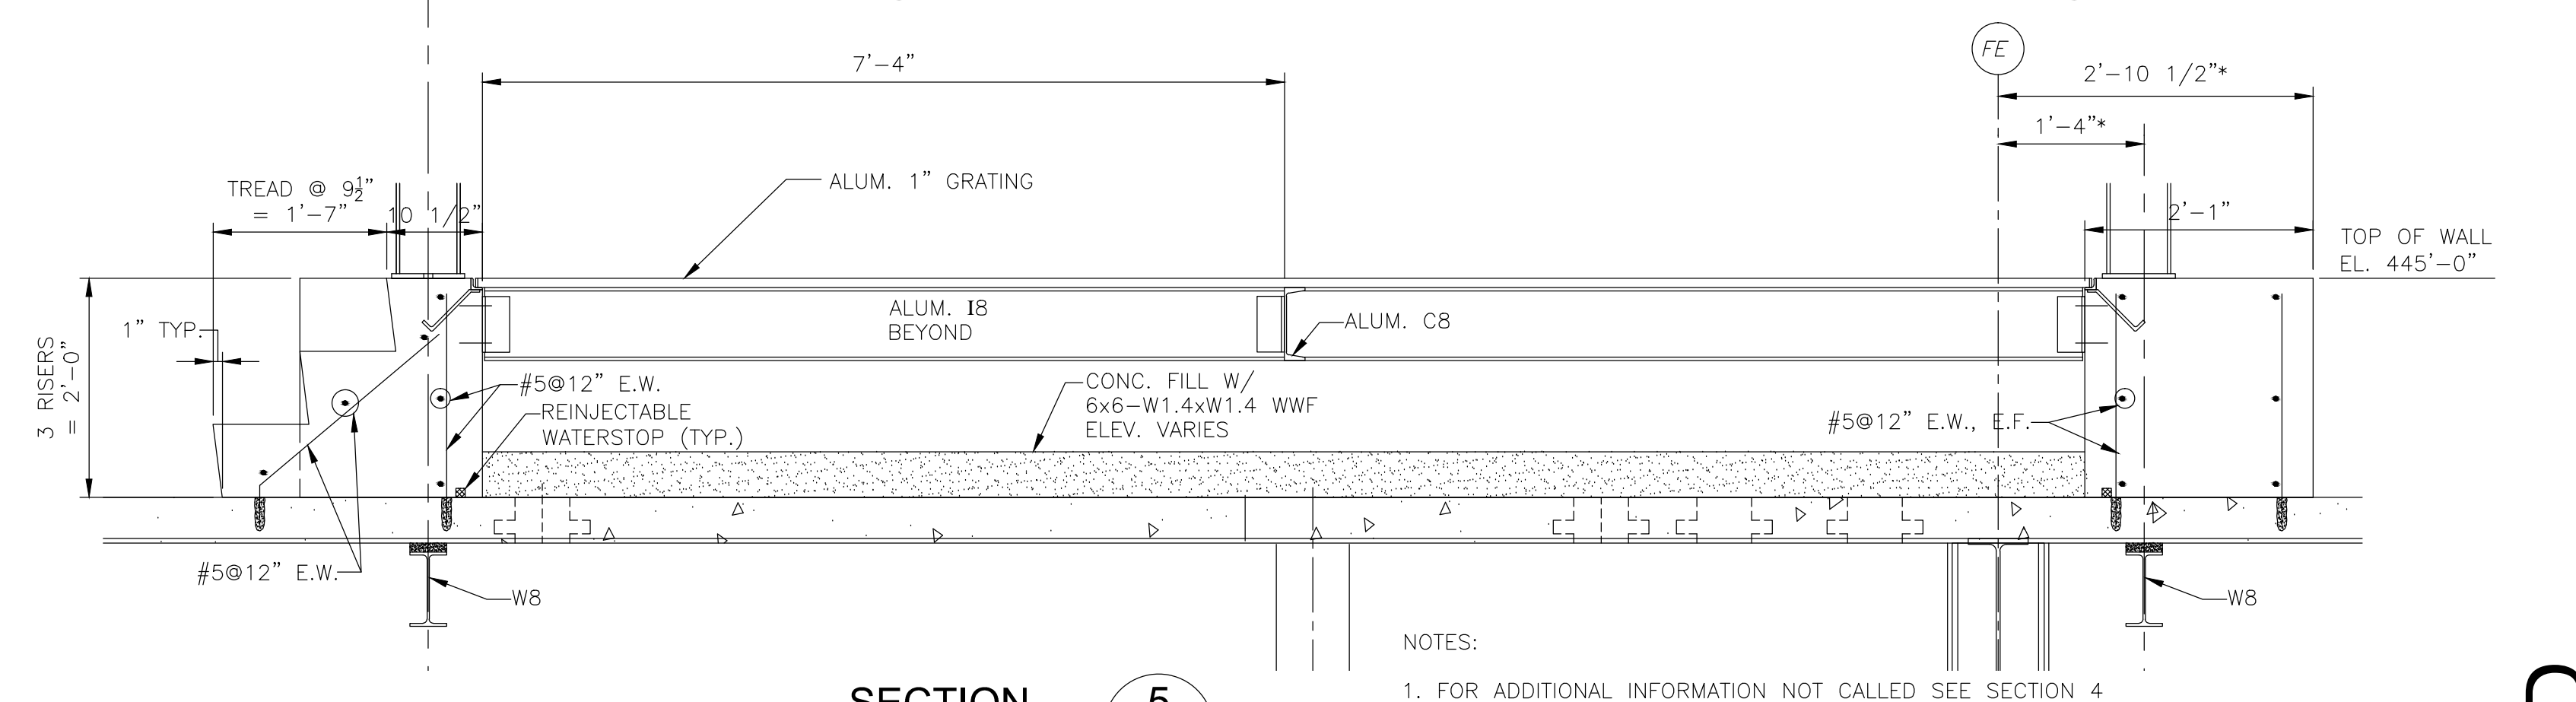 FE
7'-4"
2'-10 1/2"*
1'-4"*
ALUM. 1" GRATING
TREAD @ 9½"
= 1'-7"
10 1/2"
2'-1"
TOP OF WALL
EL. 445'-0"
ALUM. I8
BEYOND
ALUM. C8
1" TYP.
3 RISERS
= 2'-0"
#5@12" E.W.
REINJECTABLE
WATERSTOP (TYP.)
CONC. FILL W/
6x6-W1.4xW1.4 WWF
ELEV. VARIES
#5@12" E.W., E.F.
#5@12" E.W.
W8
W8
NOTES:
1. FOR ADDITIONAL INFORMATION NOT CALLED SEE SECTION 4
SECTION
5